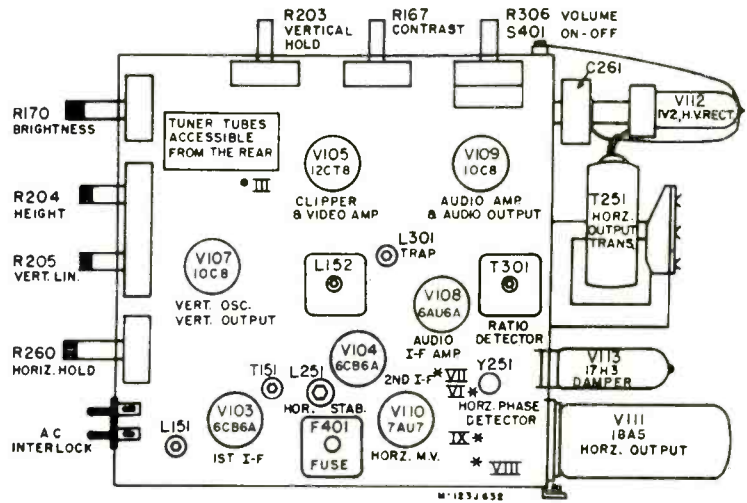 R203
VERTICAL
HOLD
R167
CONTRAST
R306 VOLUME
S401 ON-OFF
C261
V112
1V2, H.V. RECT.
R170
BRIGHTNESS
TUNER TUBES
ACCESSIBLE
FROM THE REAR
* III
V105
12CT8
CLIPPER
& VIDEO AMP
V109
10C8
AUDIO AMP.
& AUDIO OUTPUT
T251
HORZ.
OUTPUT
TRANS.
R204
HEIGHT
R205
VERT. LIN.
V107
10C8
VERT. OSC.
VERT. OUTPUT
L301
TRAP
L152
T301
RATIO
DETECTOR
V108
6AU6A
AUDIO
I-F AMP
R260
HORIZ. HOLD
V104
6CB6A
2ND I-F
T151
L251
HOR. STAB.
* VII
VI *
Y251
HORZ. PHASE
DETECTOR
V113
17H3
DAMPER
AC
INTERLOCK
L151
V103
6CB6A
1ST I-F
F401
FUSE
V110
7AU7
HORZ. M.V.
IX *
* VIII
V111
18A5
HORZ. OUTPUT
M-123J632